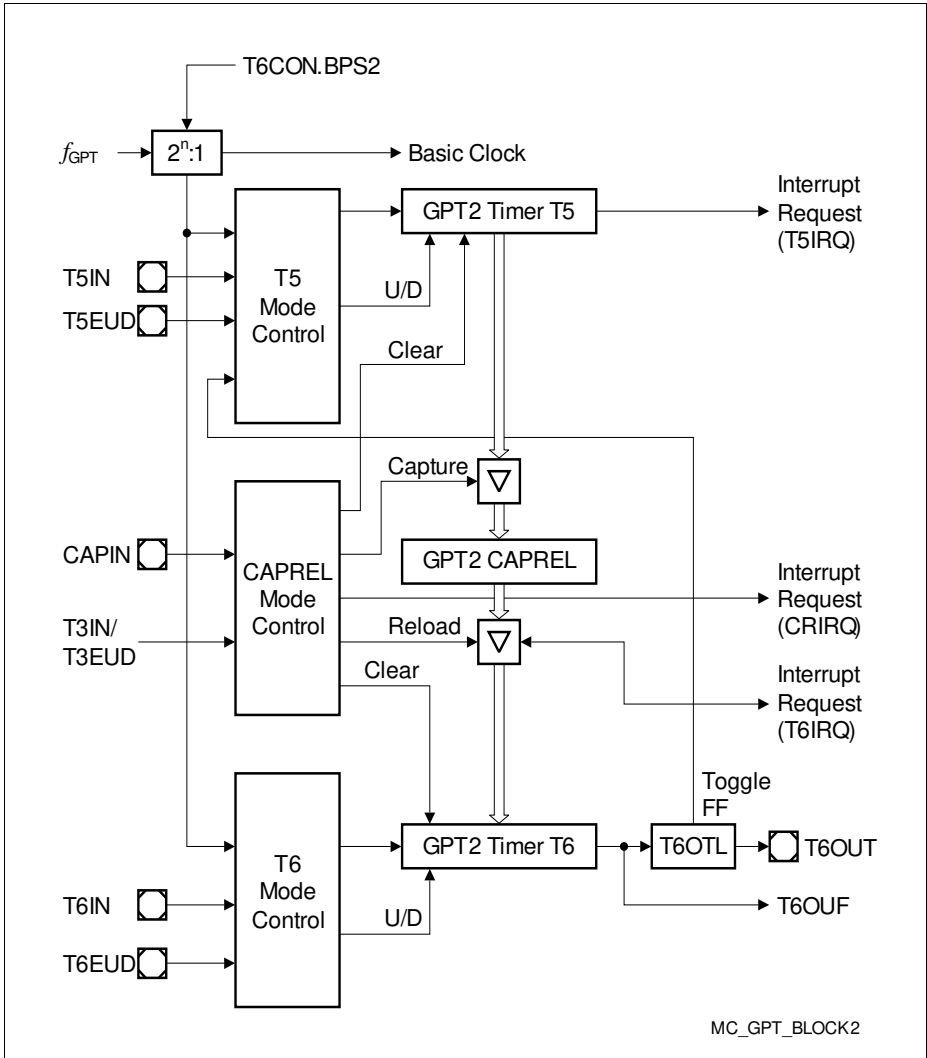 T6CON.BPS2
fGPT
2n:1
Basic Clock
Interrupt
Request
(T5IRQ)
GPT2 Timer T5
T5IN
T5EUD
T5
Mode
Control
U/D
Clear
Capture
CAPIN
T3IN/
T3EUD
CAPREL
Mode
Control
GPT2 CAPREL
Interrupt
Request
(CRIRQ)
Reload
Clear
Interrupt
Request
(T6IRQ)
Toggle
FF
GPT2 Timer T6
T6OTL
T6OUT
T6IN
T6EUD
T6
Mode
Control
U/D
T6OUF
MC_GPT_BLOCK2